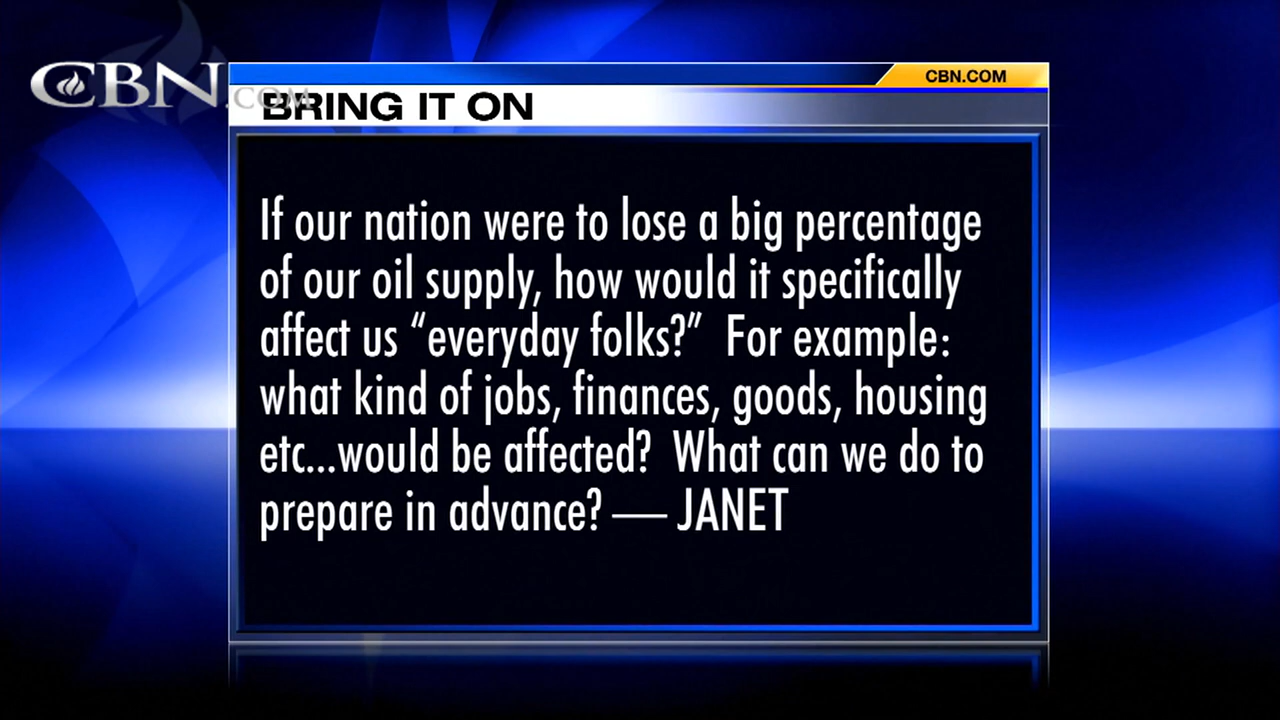 CBN.COM
CBN.COM
BRING IT ON
If our nation were to lose a big percentage
of our oil supply, how would it specifically
affect us “everyday folks?”  For example:
what kind of jobs, finances, goods, housing
etc...would be affected?  What can we do to
prepare in advance? — JANET